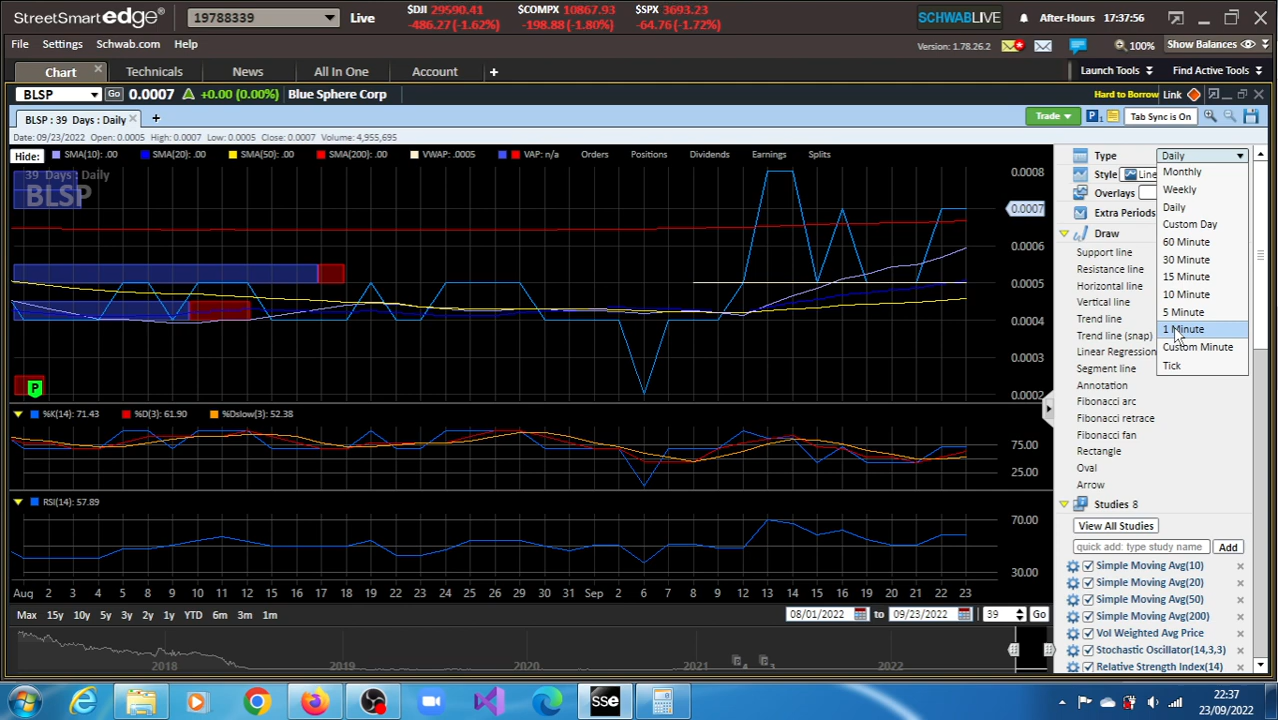 StreetSmart edge
19788339
Live
$DJI 29590.41
-486.27 (-1.62%)
$COMPX 10867.93
-198.88 (-1.80%)
$SPX 3693.23
-64.76 (-1.72%)
SCHWABLIVE
After-Hours
17:37:56
File Settings Schwab.com Help
Version: 1.78.26.2
100%
Show Balances
Chart
Technicals
News
All In One
Account
+
Launch Tools
Find Active Tools
BLSP
Go
0.0007
+0.00 (0.00%)
Blue Sphere Corp
Hard to Borrow
Link
BLSP : 39 Days : Daily
+
Trade
Tab Sync is On
Date: 09/23/2022 Open: 0.0005 High: 0.0007 Low: 0.0005 Close: 0.0007 Volume: 4,955,695
Hide: SMA(10): .00 SMA(20): .00 SMA(50): .00 SMA(200): .00 VWAP: .0005 VAP: n/a Orders Positions Dividends Earnings Splits
39 Days : Daily
BLSP
0.0008
0.0007
0.0006
0.0005
0.0004
0.0003
0.0002
P
%K(14): 71.43 %D(3): 61.90 %Dslow(3): 52.38
75.00
25.00
RSI(14): 57.89
70.00
30.00
Aug 2 3 4 5 8 9 10 11 12 15 16 17 18 19 22 23 24 25 26 29 30 31 Sep 2 6 7 8 9 12 13 14 15 16 19 20 21 22 23
Max 15y 10y 5y 3y 2y 1y YTD 6m 3m 1m
08/01/2022 to 09/23/2022 39 Go
2018 2019 2020 2021 2022
Type Daily
Style Line
Overlays
Extra Periods
Draw
Support line
Resistance line
Horizontal line
Vertical line
Trend line
Trend line (snap)
Linear Regression
Segment line
Annotation
Fibonacci arc
Fibonacci retrace
Fibonacci fan
Rectangle
Oval
Arrow
Monthly
Weekly
Daily
Custom Day
60 Minute
30 Minute
15 Minute
10 Minute
5 Minute
1 Minute
Custom Minute
Tick
Studies 8
View All Studies
quick add: type study name
Add
Simple Moving Avg(10)
Simple Moving Avg(20)
Simple Moving Avg(50)
Simple Moving Avg(200)
Vol Weighted Avg Price
Stochastic Oscillator(14,3,3)
Relative Strength Index(14)
sse
22:37
23/09/2022